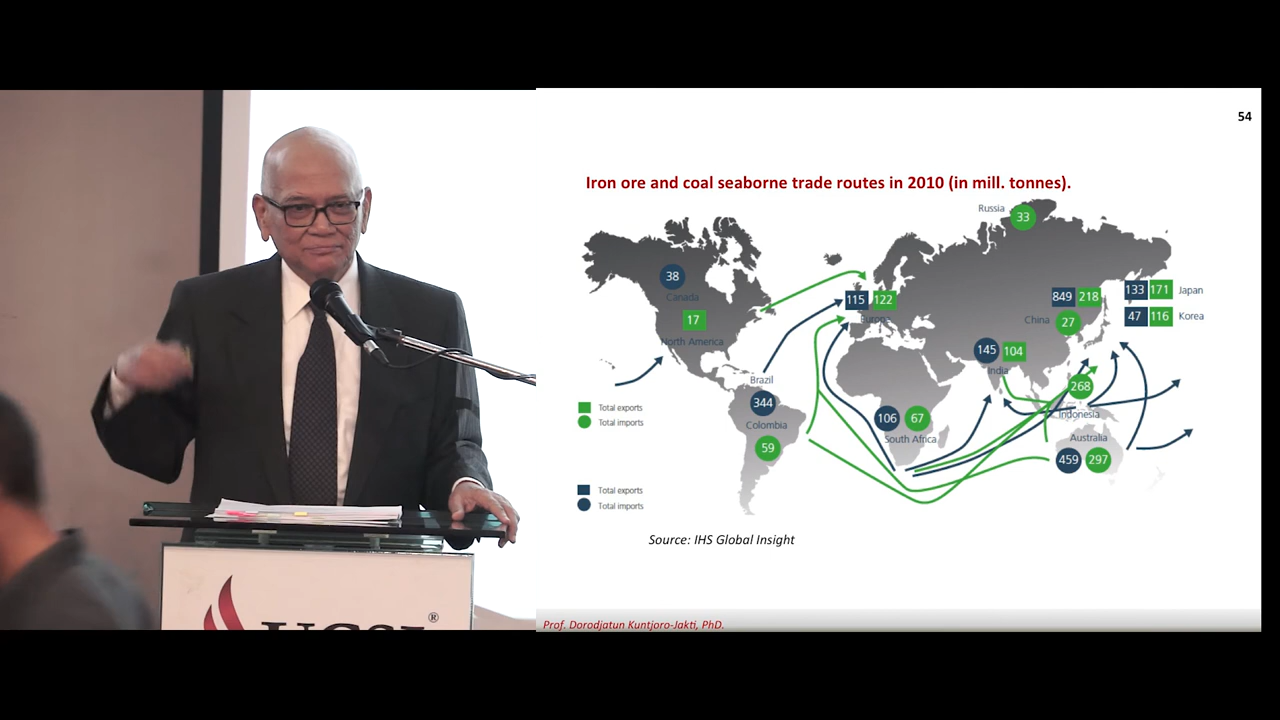 54
Iron ore and coal seaborne trade routes in 2010 (in mill. tonnes).
Russia
33
38
Canada
17
North America
115 122
Europe
849 218
China 27
133 171 Japan
47 116 Korea
145 104
India
Brazil
344
Colombia
59
106 67
South Africa
268
Indonesia
Australia
459 297
Total exports
Total imports
Total exports
Total imports
Source: IHS Global Insight
Prof. Dorodjatun Kuntjoro-Jakti, PhD.
UCSI ®